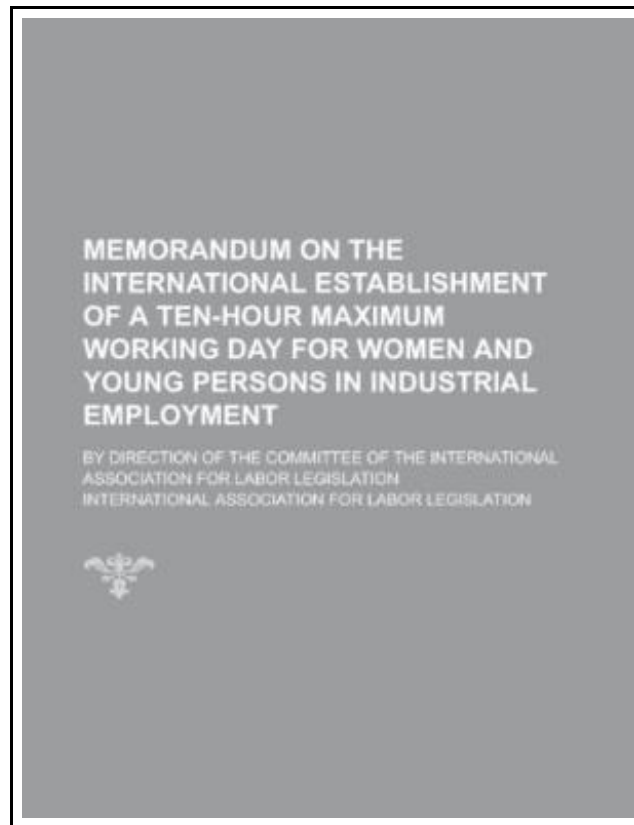 MEMORANDUM ON THE
INTERNATIONAL ESTABLISHMENT
OF A TEN-HOUR MAXIMUM
WORKING DAY FOR WOMEN AND
YOUNG PERSONS IN INDUSTRIAL
EMPLOYMENT
BY DIRECTION OF THE COMMITTEE OF THE INTERNATIONAL
ASSOCIATION FOR LABOR LEGISLATION
INTERNATIONAL ASSOCIATION FOR LABOR LEGISLATION